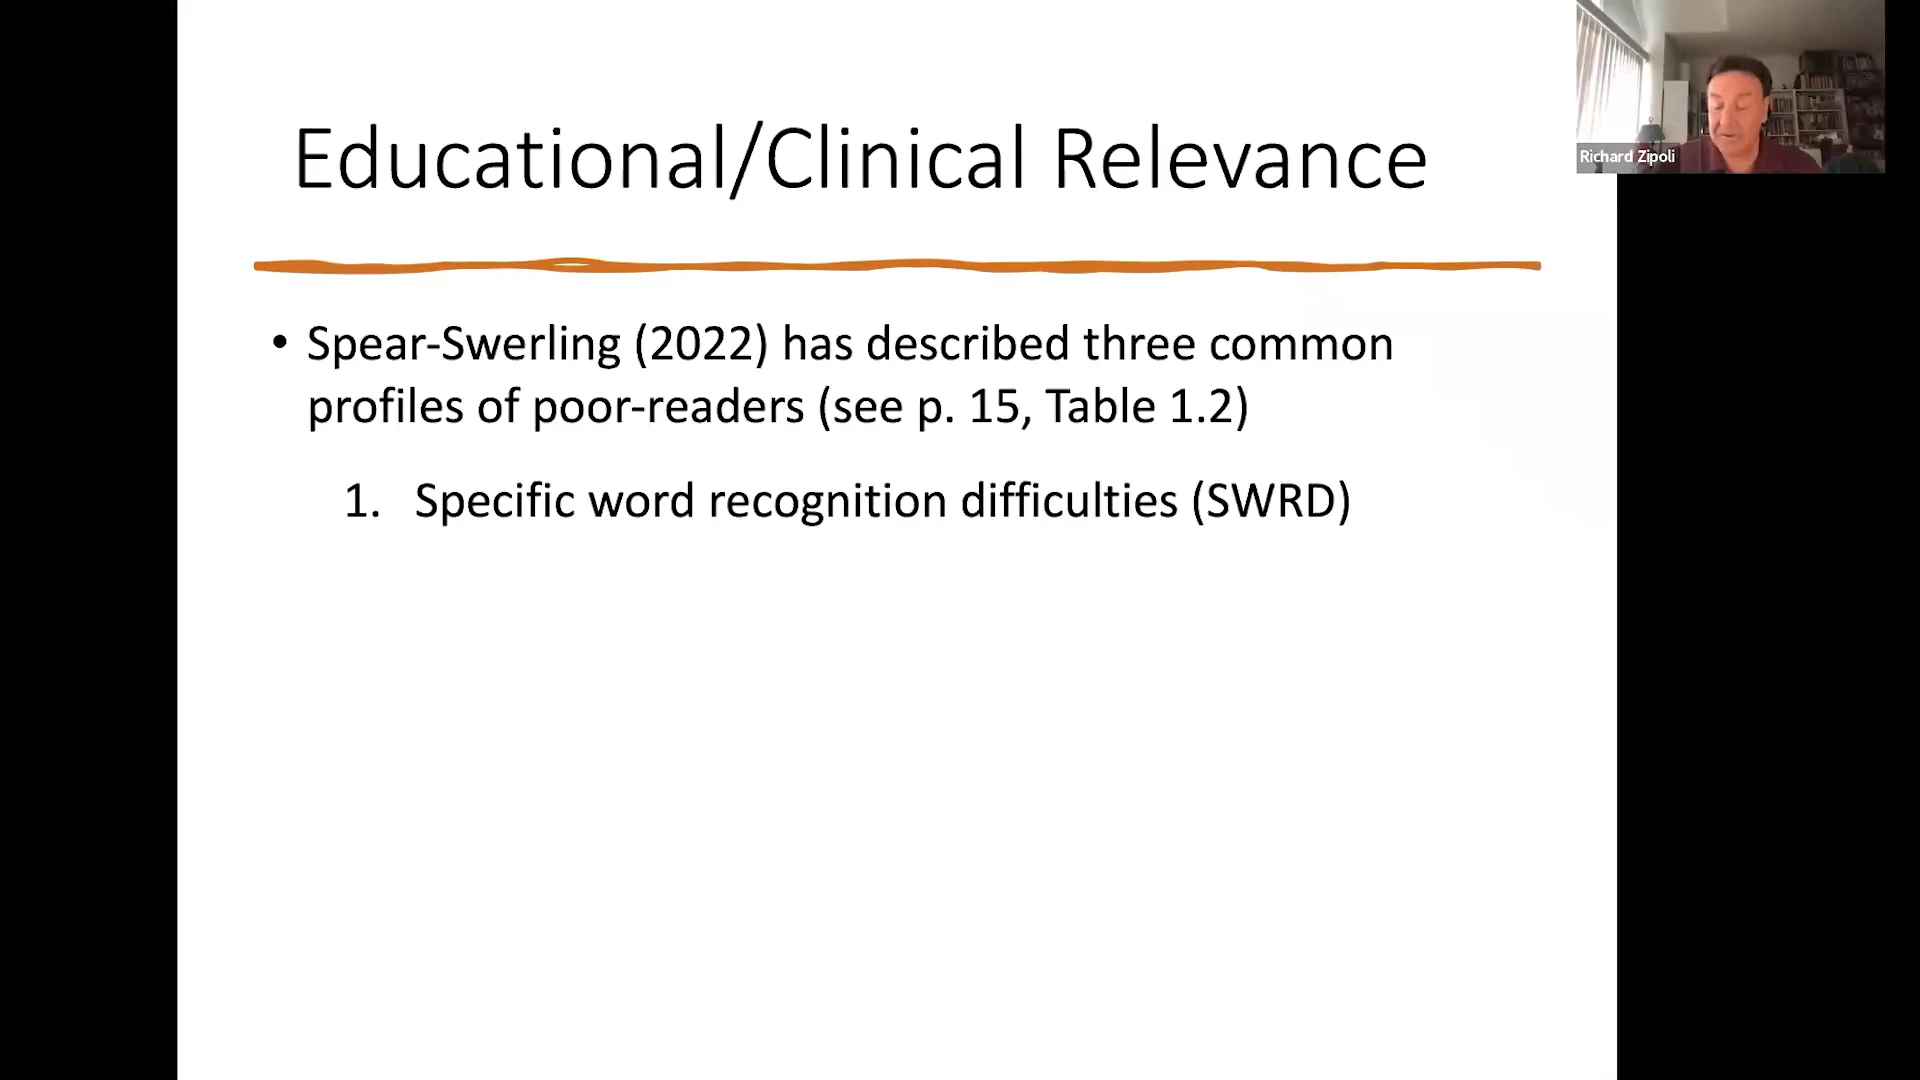 Educational/Clinical Relevance
Richard Zipoli
• Spear-Swerling (2022) has described three common
profiles of poor-readers (see p. 15, Table 1.2)
1. Specific word recognition difficulties (SWRD)